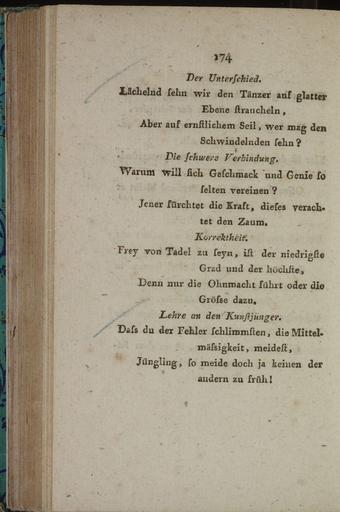 174
Der Unterſchied.
Lächelnd ſehn wir den Tänzer auf glatter
Ebene ſtraucheln,
Aber auf ernſtlichem Seil, wer mag den
Schwindelnden ſehn?
Die ſchwere Verbindung.
Warum will ſich Geſchmack und Genie ſo
ſelten vereinen?
Jener fürchtet die Kraft, dieſes verach-
tet den Zaum.
Korrektheit.
Frey von Tadel zu ſeyn, iſt der niedrigſte
Grad und der höchſte,
Denn nur die Ohnmacht führt oder die
Gröſse dazu.
Lehre an den Kunſtjünger.
Daſs du der Fehler ſchlimmſten, die Mittel-
mäſsigkeit, meideſt,
Jüngling, ſo meide doch ja keinen der
andern zu früh!